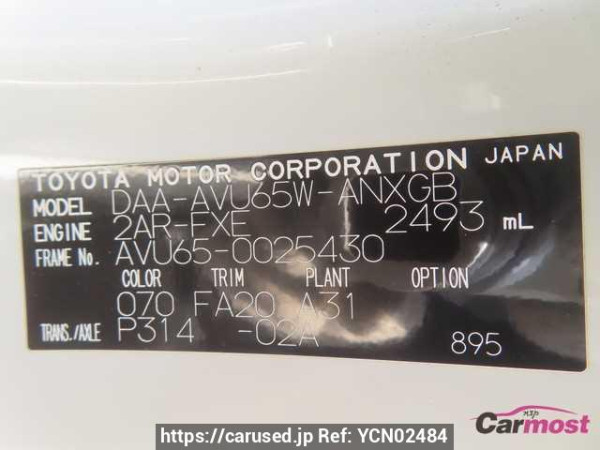 TOYOTA MOTOR CORPORATION JAPAN
MODEL DAA-AVU65W-ANXGB
ENGINE 2AR-FXE 2493 mL
FRAME No. AVU65-0025430
COLOR TRIM PLANT OPTION
070 FA20 A31
TRANS./AXLE P314 -02A 895
Carmost
https://carused.jp Ref: YCN02484